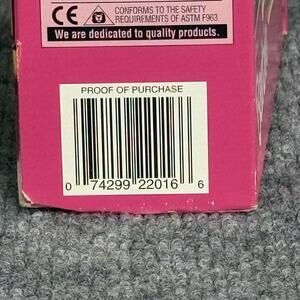 CE CONFORMS TO THE SAFETY
REQUIREMENTS OF ASTM F963.
We are dedicated to quality products.
PROOF OF PURCHASE
0 74299 22016 6